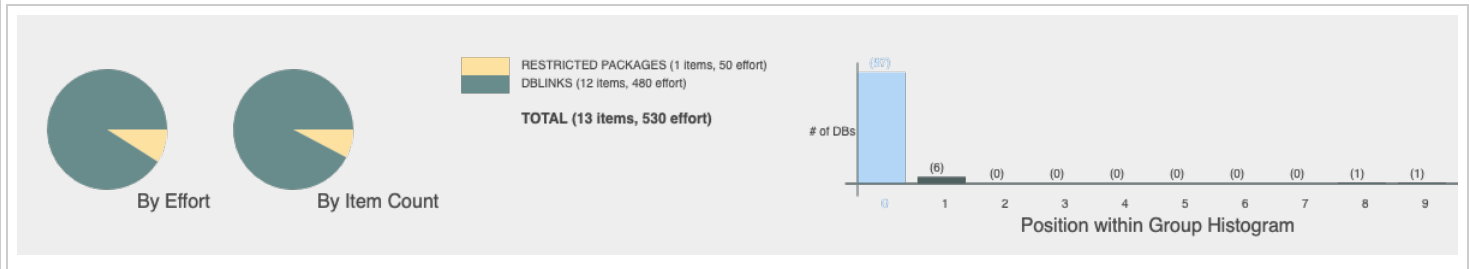 RESTRICTED PACKAGES (1 items, 50 effort)
DBLINKS (12 items, 480 effort)
TOTAL (13 items, 530 effort)
By Effort
By Item Count
# of DBs
(6)
(0)
(0)
(0)
(0)
(0)
(0)
(1)
(1)
1
2
3
4
5
6
7
8
9
Position within Group Histogram